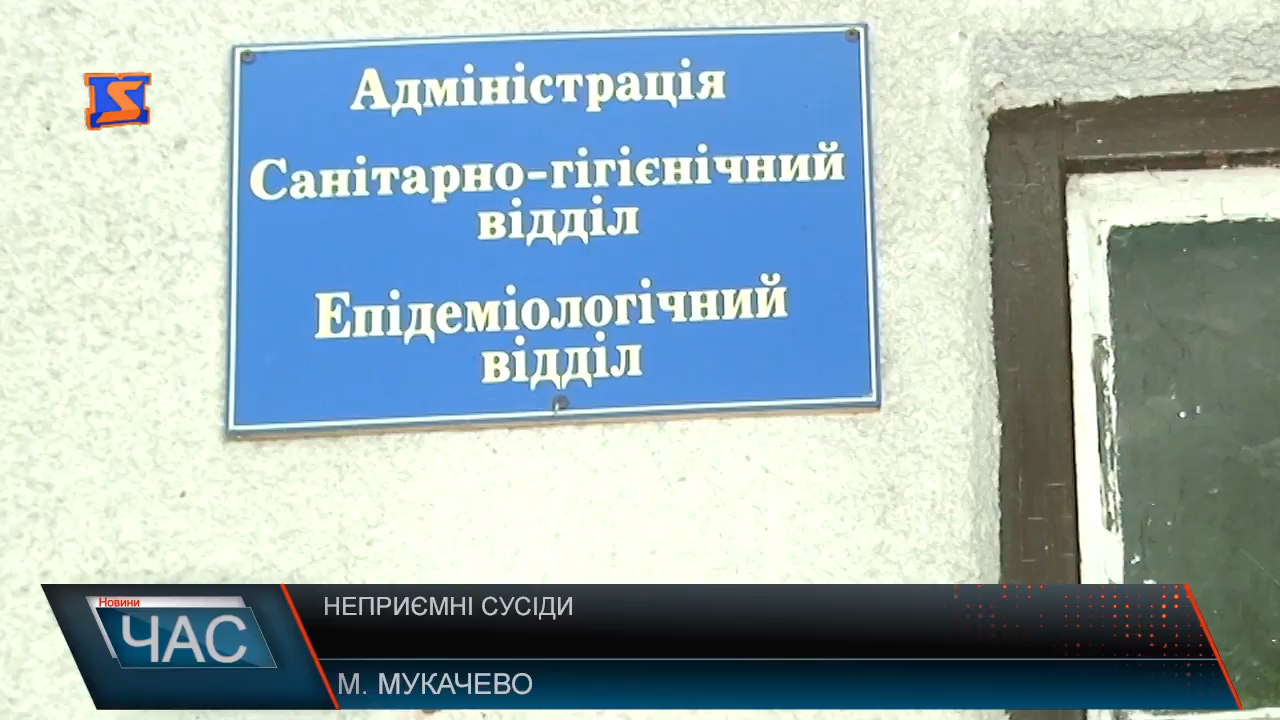 Адміністрація
Санітарно-гігієнічний
відділ
Епідеміологічний
відділ
Новини
ЧАС
НЕПРИЄМНІ СУСІДИ
М. МУКАЧЕВО